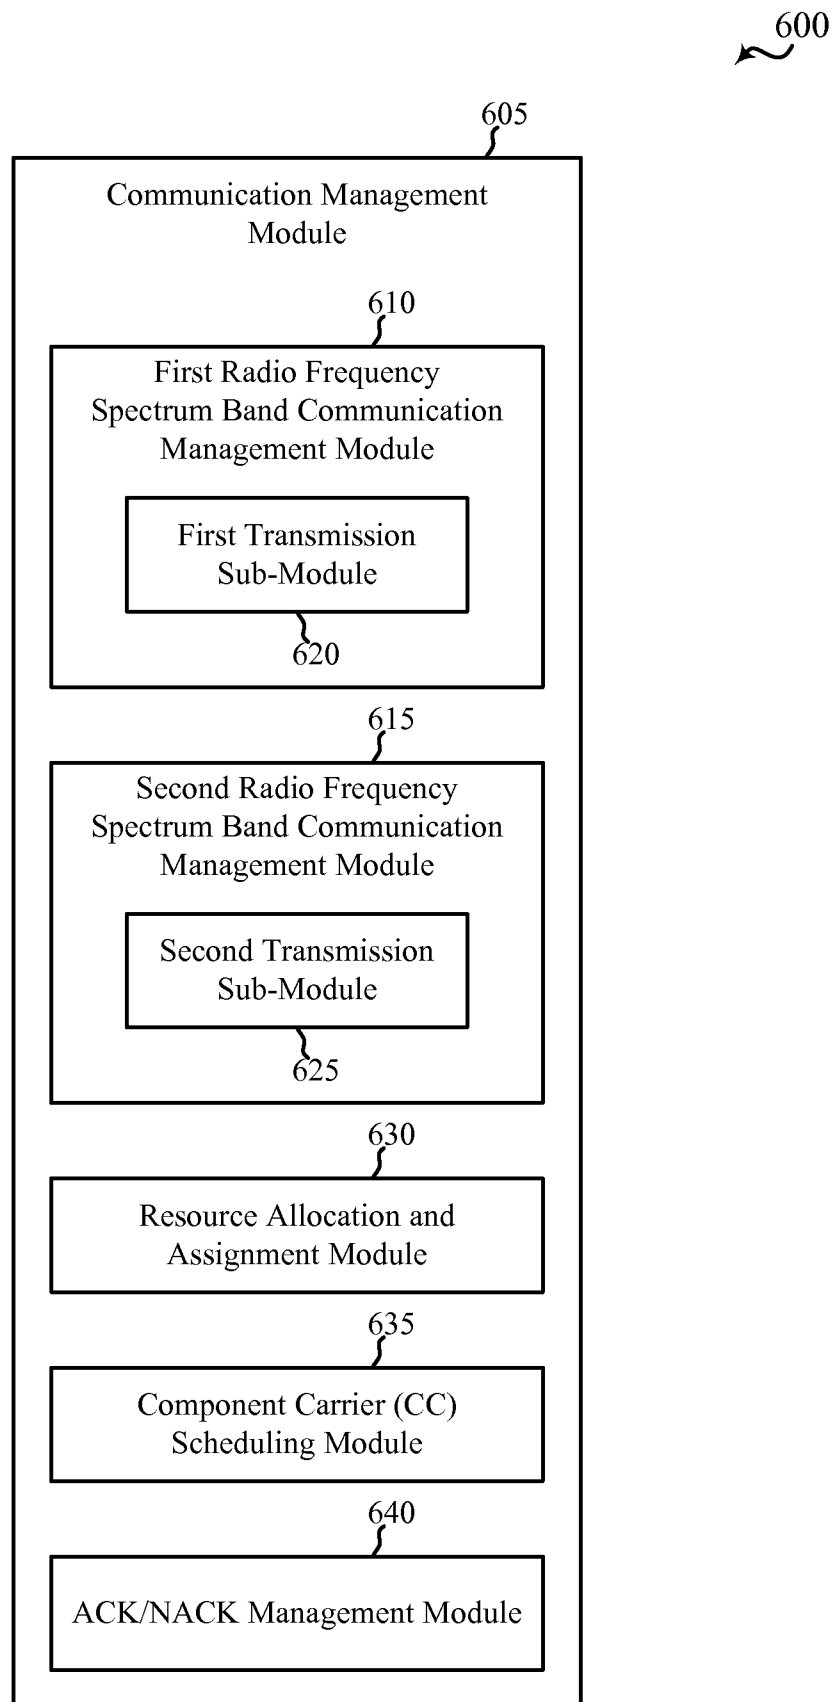 600
605
Communication Management
Module
610
First Radio Frequency
Spectrum Band Communication
Management Module
First Transmission
Sub-Module
620
615
Second Radio Frequency
Spectrum Band Communication
Management Module
Second Transmission
Sub-Module
625
630
Resource Allocation and
Assignment Module
635
Component Carrier (CC)
Scheduling Module
640
ACK/NACK Management Module